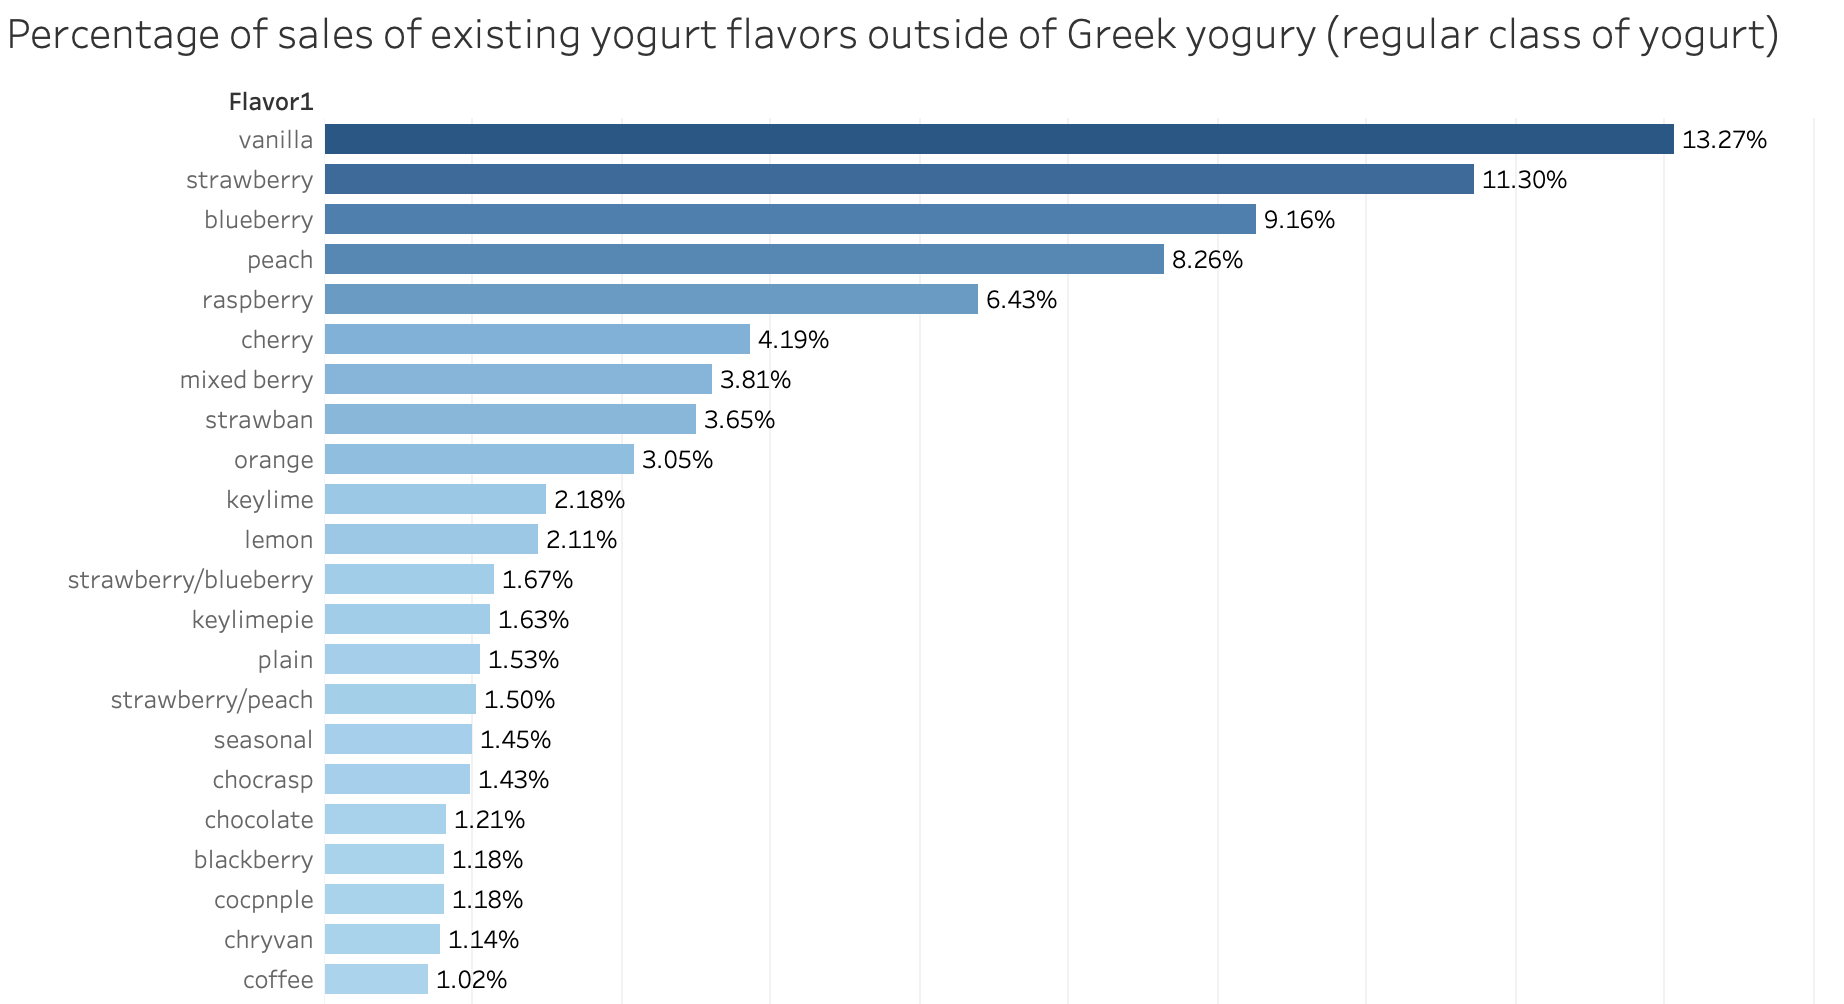 Percentage of sales of existing yogurt flavors outside of Greek yogury (regular class of yogurt)
Flavor1
vanilla 13.27%
strawberry 11.30%
blueberry 9.16%
peach 8.26%
raspberry 6.43%
cherry 4.19%
mixed berry 3.81%
strawban 3.65%
orange 3.05%
keylime 2.18%
lemon 2.11%
strawberry/blueberry 1.67%
keylimepie 1.63%
plain 1.53%
strawberry/peach 1.50%
seasonal 1.45%
chocrasp 1.43%
chocolate 1.21%
blackberry 1.18%
cocpnple 1.18%
chryvan 1.14%
coffee 1.02%